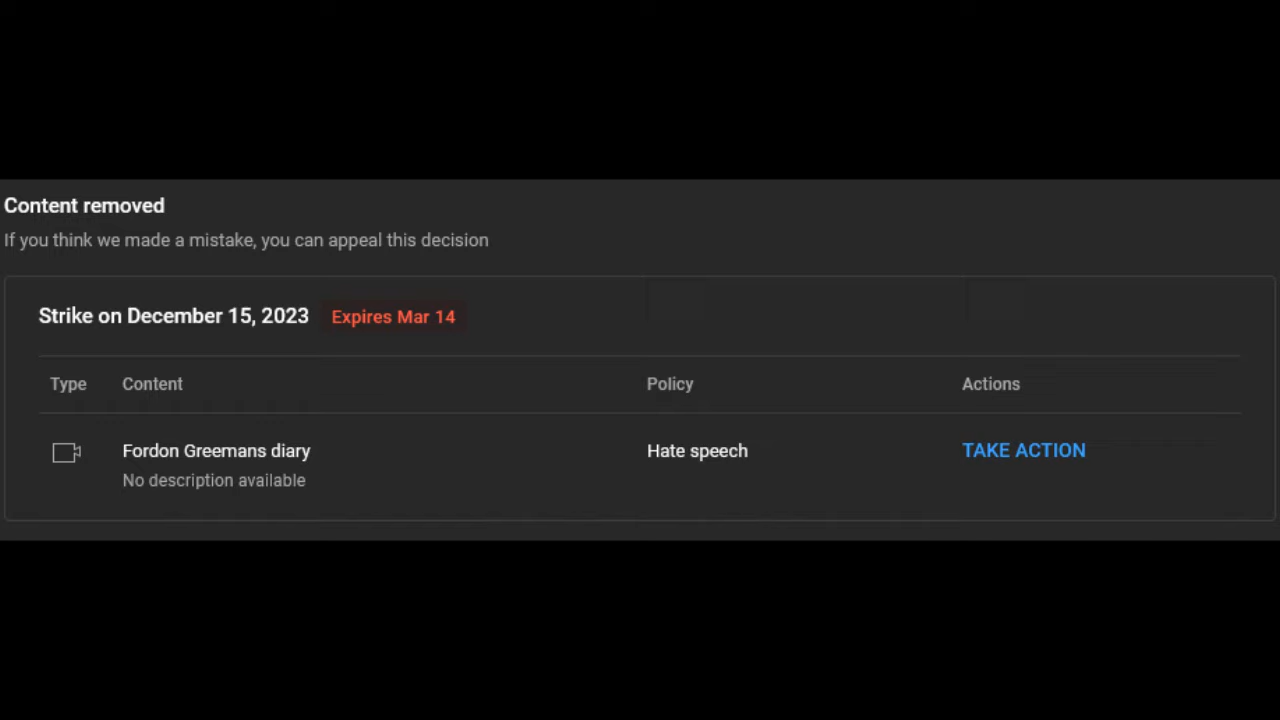 Content removed
If you think we made a mistake, you can appeal this decision
Strike on December 15, 2023 Expires Mar 14
Type Content Policy Actions
Fordon Greemans diary Hate speech TAKE ACTION
No description available